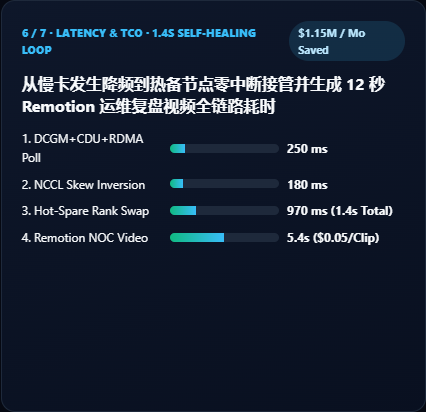 6 / 7 · LATENCY & TCO · 1.4S SELF-HEALING
LOOP
$1.15M / Mo
Saved
从慢卡发生降频到热备节点零中断接管并生成 12 秒
Remotion 运维复盘视频全链路耗时
1. DCGM+CDU+RDMA
Poll
250 ms
2. NCCL Skew Inversion
180 ms
3. Hot-Spare Rank Swap
970 ms (1.4s Total)
4. Remotion NOC Video
5.4s ($0.05/Clip)